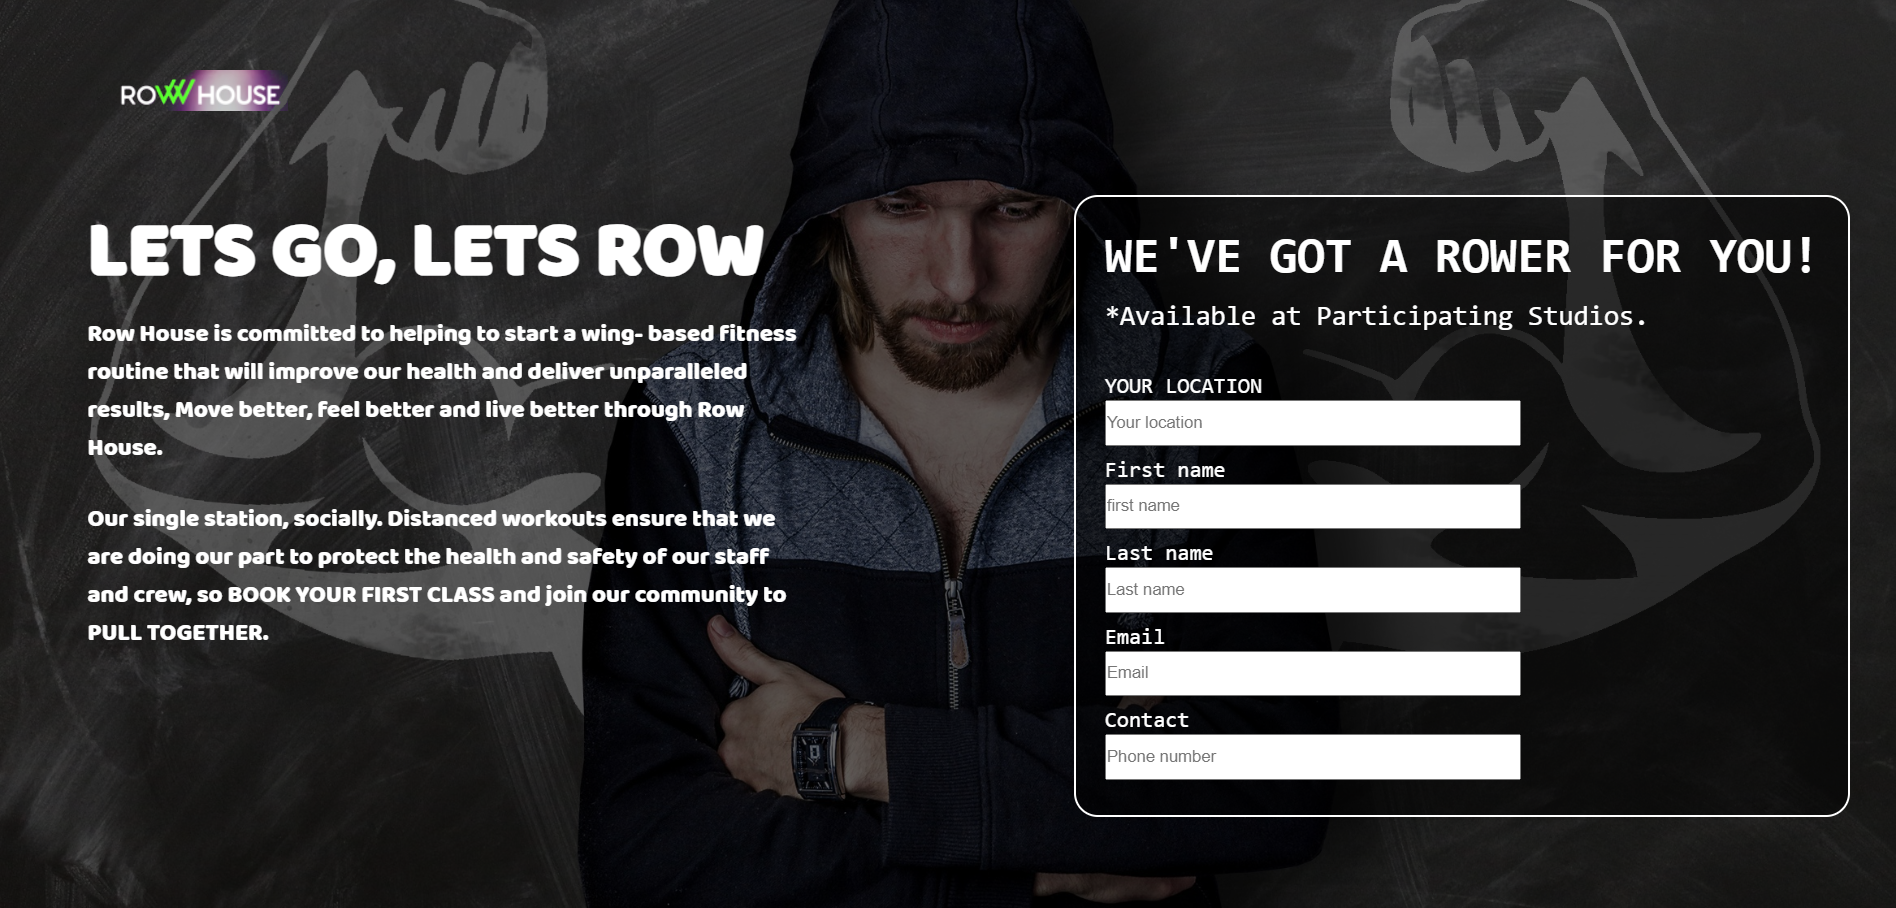 ROW HOUSE
LETS GO, LETS ROW
Row House is committed to helping to start a wing- based fitness
routine that will improve our health and deliver unparalleled
results, Move better, feel better and live better through Row
House.
Our single station, socially. Distanced workouts ensure that we
are doing our part to protect the health and safety of our staff
and crew, so BOOK YOUR FIRST CLASS and join our community to
PULL TOGETHER.
WE'VE GOT A ROWER FOR YOU!
*Available at Participating Studios.
YOUR LOCATION
Your location
First name
first name
Last name
Last name
Email
Email
Contact
Phone number